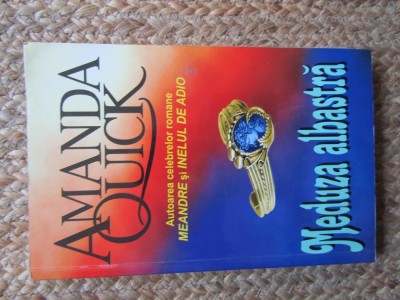 AMANDA
QUICK
Autoarea celebrelor romane
MEANDRE și INELUL DE ADIO
Meduza albastră